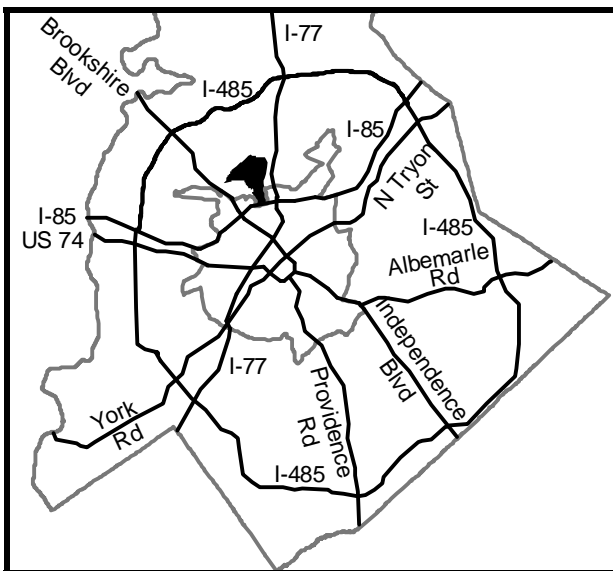 I-77
Brookshire
Blvd
I-485
I-85
N Tryon
St
I-85
US 74
I-485
Albemarle
Rd
Independence
Blvd
I-77
Providence
Rd
York
Rd
I-485